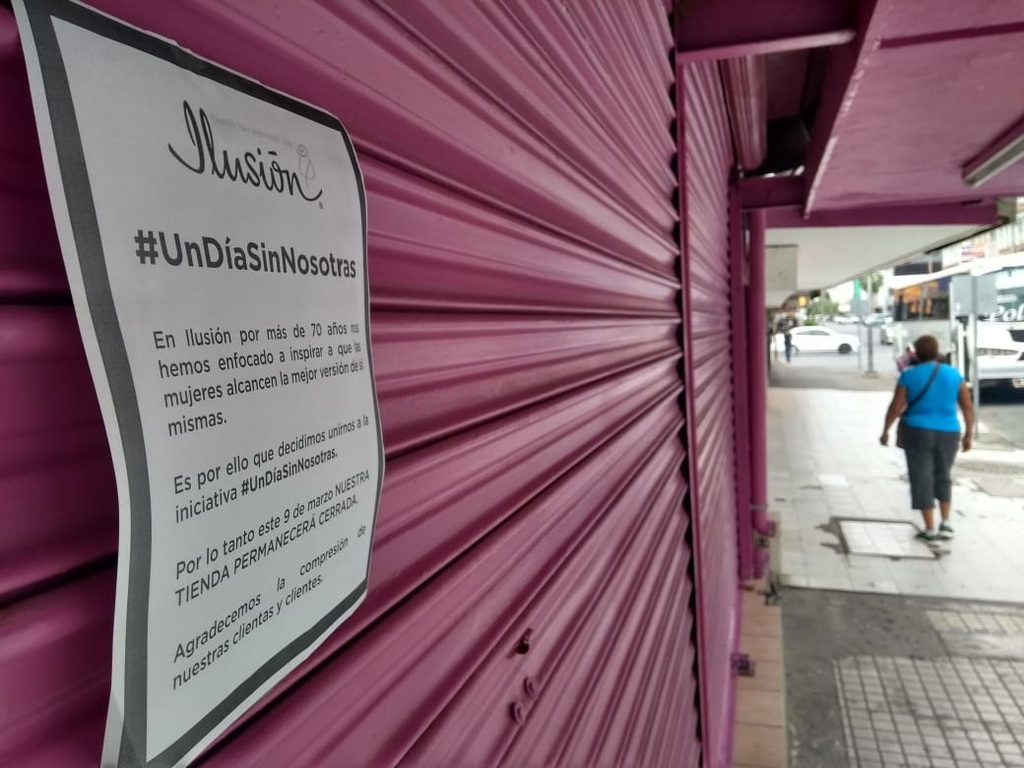 Ilusión
#UnDíaSinNosotras
En Ilusión por más de 70 años nos
hemos enfocado a inspirar a que las
mujeres alcancen la mejor versión de sí
mismas.
Es por ello que decidimos unirnos a la
iniciativa #UnDíaSinNosotras.
Por lo tanto este 9 de marzo NUESTRA
TIENDA PERMANECERÁ CERRADA.
Agradecemos la compresión de
nuestras clientas y clientes.